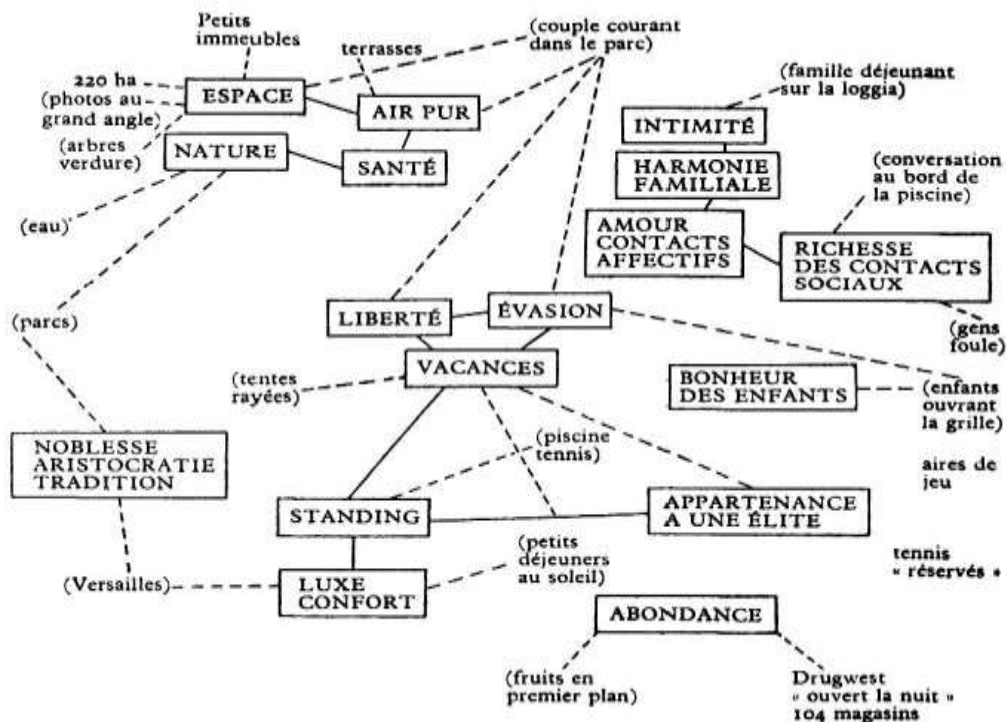 Petits
immeubles
terrasses
(couple courant
dans le parc)
220 ha
(photos au
grand angle)
ESPACE
AIR PUR
(famille déjeunant
sur la loggia)
INTIMITÉ
(arbres
verdure)
NATURE
SANTÉ
HARMONIE
FAMILIALE
(conversation
au bord de
la piscine)
(eau)
AMOUR
CONTACTS
AFFECTIFS
RICHESSE
DES CONTACTS
SOCIAUX
(parcs)
LIBERTÉ
ÉVASION
(gens
foule)
VACANCES
(tentes
rayées)
BONHEUR
DES ENFANTS
(enfants
ouvrant
la grille)
NOBLESSE
ARISTOCRATIE
TRADITION
(piscine
tennis)
aires de
jeu
STANDING
APPARTENANCE
A UNE ÉLITE
(Versailles)
LUXE
CONFORT
(petits
déjeuners
au soleil)
tennis
« réservés »
ABONDANCE
(fruits en
premier plan)
Drugwest
« ouvert la nuit »
104 magasins